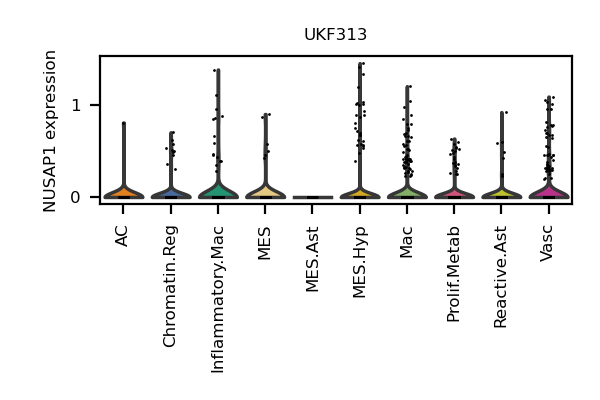 UKF313
NUSAP1 expression
1
0
AC
Chromatin.Reg
Inflammatory.Mac
MES
MES.Ast
MES.Hyp
Mac
Prolif.Metab
Reactive.Ast
Vasc